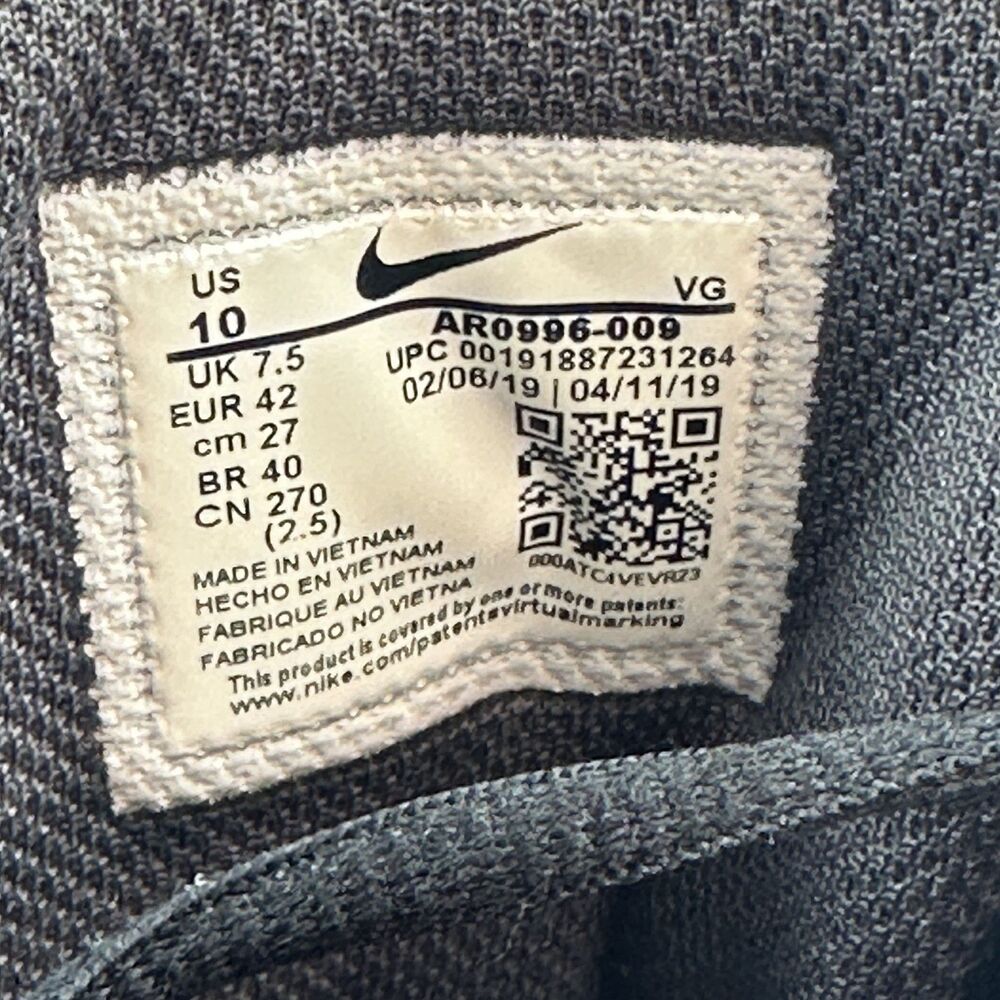 US
10
UK 7.5
EUR 42
cm 27
BR 40
CN 270
(2.5)
VG
AR0996-009
UPC 00191887231264
02/06/19 | 04/11/19
000ATC4VEVR23
MADE IN VIETNAM
HECHO EN VIETNAM
FABRIQUE AU VIETNAM
FABRICADO NO VIETNA
This product is covered by one or more patents:
www.nike.com/patentsvirtualmarking